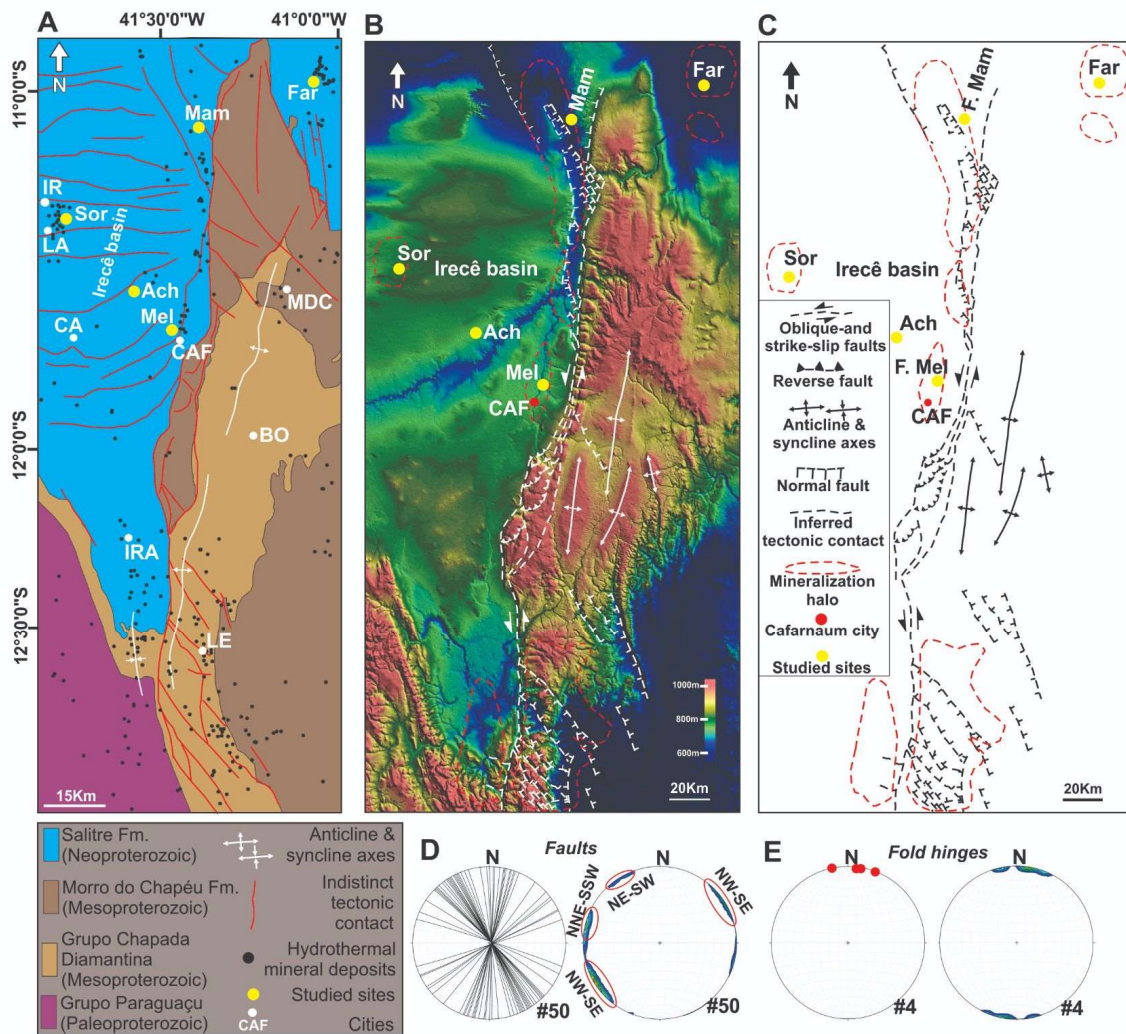 A
41°30'0"W
41°00'0"W
N
11°0'0"S
12°0'0"S
12°30'0"S
Far
Mam
IR
Sor
LA
Irecê basin
Ach
MDC
CA
Mel
CAF
BO
IRA
LE
15Km
B
N
Mam
Far
Sor
Irecê basin
Ach
Mel
CAF
1000m
800m
600m
20Km
C
N
F. Mam
Far
Sor
Irecê basin
Ach
F. Mel
CAF
Oblique-and
strike-slip faults
Reverse fault
Anticline &
syncline axes
Normal fault
Inferred
tectonic contact
Mineralization
halo
Cafarnaum city
Studied sites
20Km
Salitre Fm.
(Neoproterozoic)
Morro do Chapéu Fm.
(Mesoproterozoic)
Grupo Chapada
Diamantina
(Mesoproterozoic)
Grupo Paraguaçu
(Paleoproterozoic)
Anticline &
syncline axes
Indistinct
tectonic
contact
Hydrothermal
mineral deposits
Studied sites
CAF
Cities
D
Faults
N
#50
N
NNE-SSW
NE-SW
NW-SE
NW-SE
#50
E
Fold hinges
N
#4
N
#4